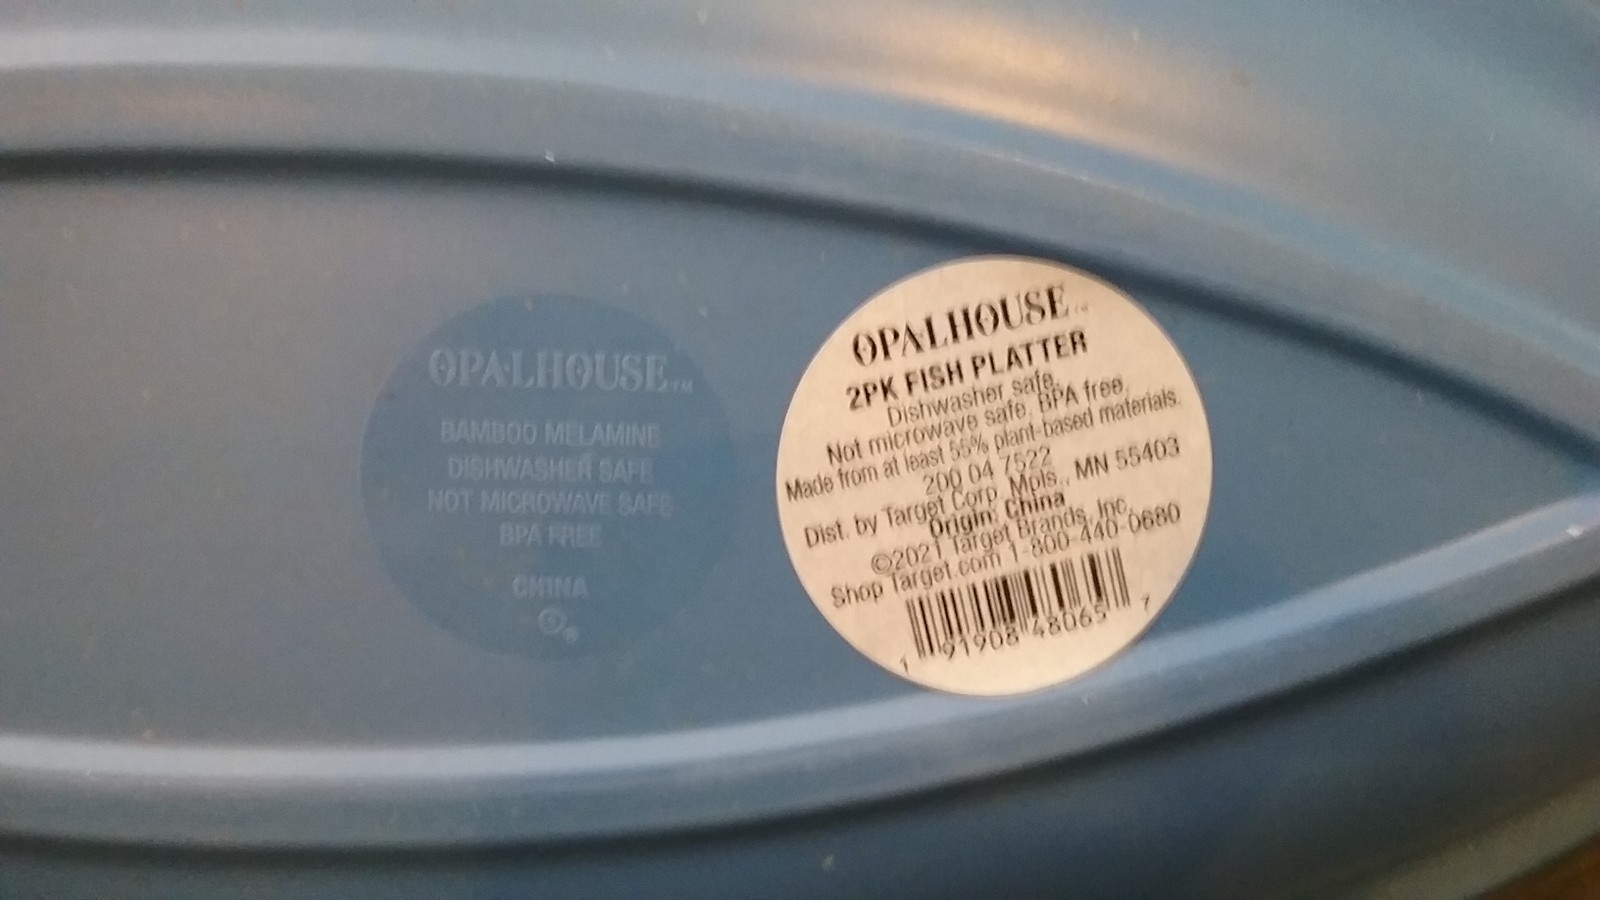 OPALHOUSE™
BAMBOO MELAMINE
DISHWASHER SAFE
NOT MICROWAVE SAFE
BPA FREE
CHINA
®
OPALHOUSE™
2PK FISH PLATTER
Dishwasher safe.
Not microwave safe. BPA free.
Made from at least 55% plant-based materials.
200 04 7522
Dist. by Target Corp. Mpls., MN 55403
Origin: China
©2021 Target Brands, Inc.
Shop Target.com 1-800-440-0680
1 91908 48065 7